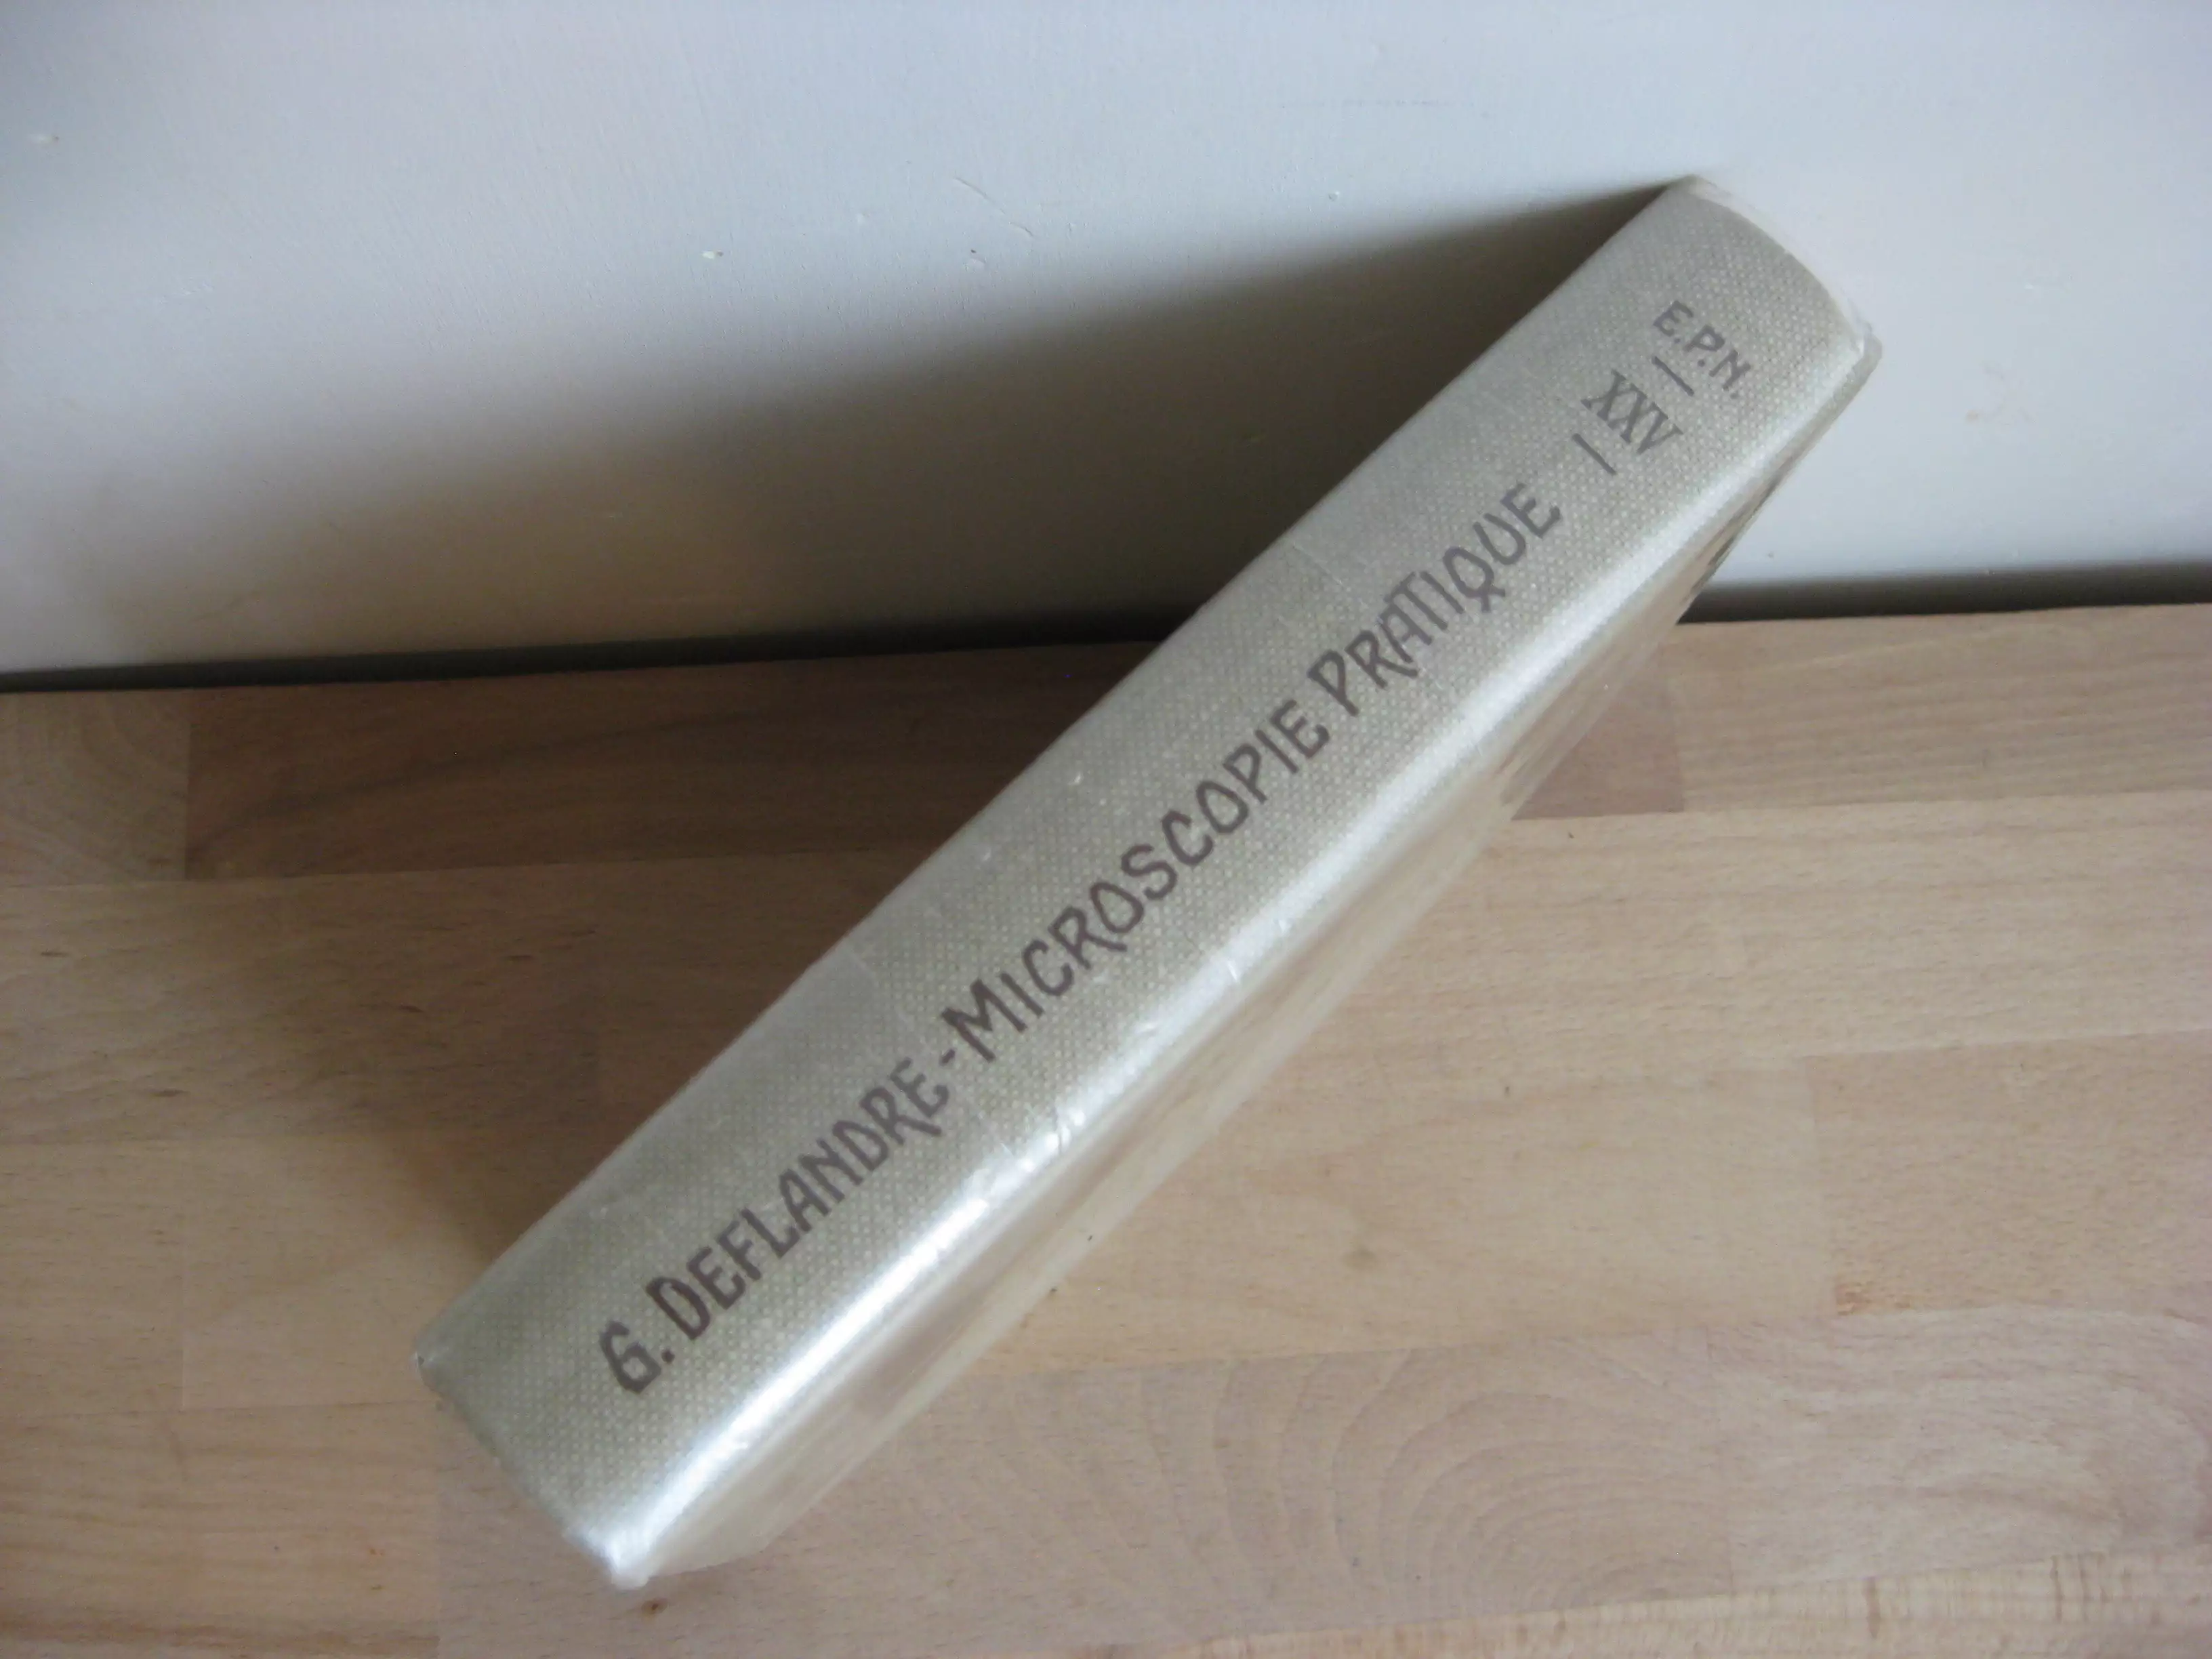 E.P.N.
XXV
G. DEFLANDRE - MICROSCOPIE PRATIQUE